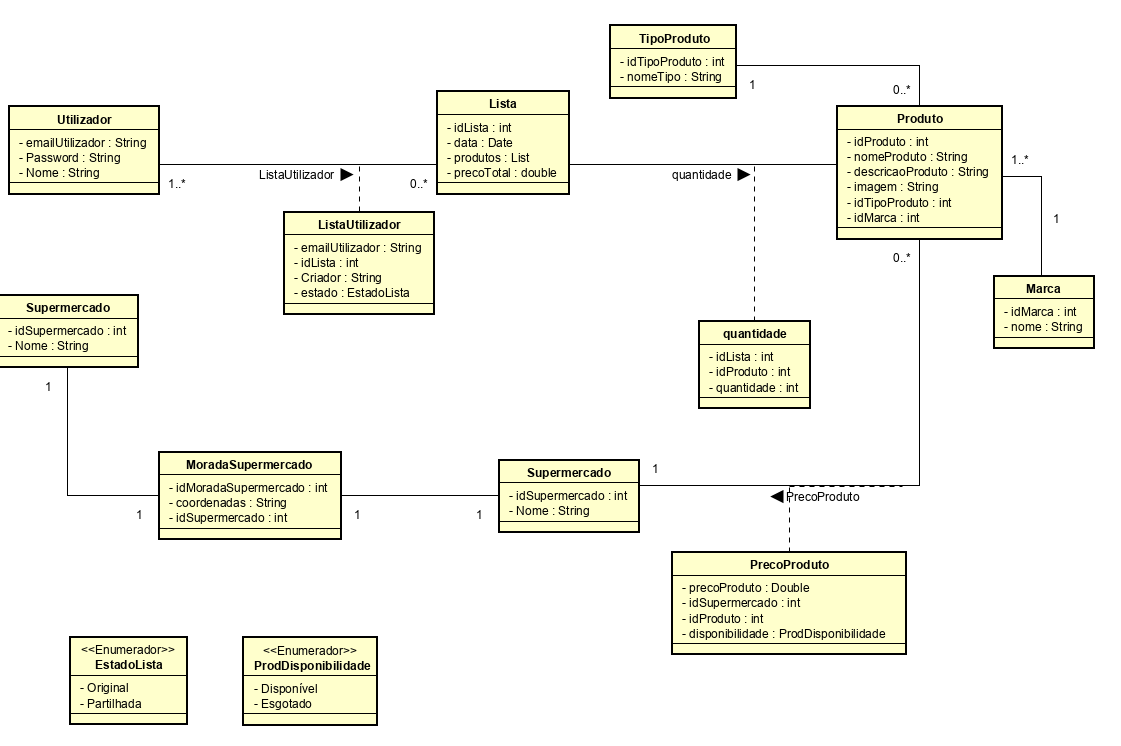 TipoProduto
- idTipoProduto : int
- nomeTipo : String
1
0..*
Utilizador
- emailUtilizador : String
- Password : String
- Nome : String
1..*
ListaUtilizador
0..*
Lista
- idLista : int
- data : Date
- produtos : List
- precoTotal : double
quantidade
Produto
- idProduto : int
- nomeProduto : String
- descricaoProduto : String
- imagem : String
- idTipoProduto : int
- idMarca : int
1..*
1
0..*
ListaUtilizador
- emailUtilizador : String
- idLista : int
- Criador : String
- estado : EstadoLista
Marca
- idMarca : int
- nome : String
Supermercado
- idSupermercado : int
- Nome : String
1
quantidade
- idLista : int
- idProduto : int
- quantidade : int
MoradaSupermercado
- idMoradaSupermercado : int
- coordenadas : String
- idSupermercado : int
1
1
1
Supermercado
- idSupermercado : int
- Nome : String
1
PrecoProduto
PrecoProduto
- precoProduto : Double
- idSupermercado : int
- idProduto : int
- disponibilidade : ProdDisponibilidade
<<Enumerador>>
EstadoLista
- Original
- Partilhada
<<Enumerador>>
ProdDisponibilidade
- Disponível
- Esgotado